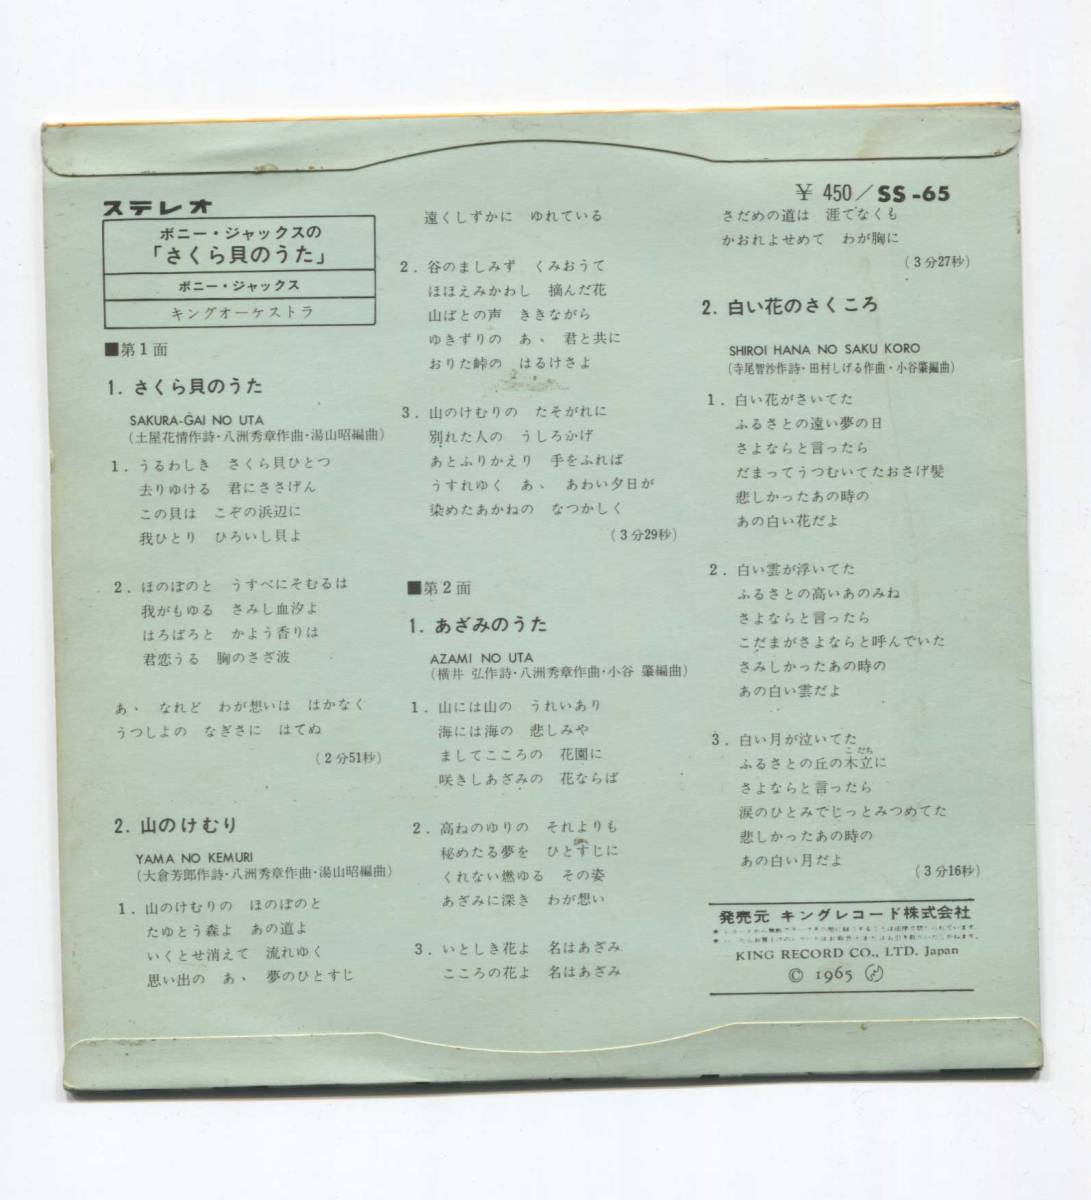 ステレオ
ボニー・ジャックスの
「さくら貝のうた」
ボニー・ジャックス
キングオーケストラ
■第1面
1. さくら貝のうた
SAKURA-GAI NO UTA
(土屋花情作詩・八洲秀章作曲・湯山昭編曲)
1. うるわしき さくら貝ひとつ
去りゆける 君にささげん
この貝は こぞの浜辺に
我ひとり ひろいし貝よ
2. ほのぼのと うすべにそむるは
我がもゆる さみし血汐よ
はろばろと かよう香りは
君恋うる 胸のさざ波
あゝ なれど わが想いは はかなく
うつしよの なぎさに はてぬ
(2分51秒)
2. 山のけむり
YAMA NO KEMURI
(大倉芳郎作詩・八洲秀章作曲・湯山昭編曲)
1. 山のけむりの ほのぼのと
たゆとう森よ あの道よ
いくとせ消えて 流れゆく
思い出の あゝ 夢のひとすじ
遠くしずかに ゆれている
2. 谷のましみず くみおうて
ほほえみかわし 摘んだ花
山ばとの声 ききながら
ゆきずりの あゝ 君と共に
おりた峠の はるけさよ
3. 山のけむりの たそがれに
別れた人の うしろかげ
あとふりかえり 手をふれば
うすれゆく あゝ あわい夕日が
染めたあかねの なつかしく
(3分29秒)
■第2面
1. あざみのうた
AZAMI NO UTA
(横井 弘作詩・八洲秀章作曲・小谷 肇編曲)
1. 山には山の うれいあり
海には海の 悲しみや
ましてこころの 花園に
咲きしあざみの 花ならば
2. 高ねのゆりの それよりも
秘めたる夢を ひとすじに
くれない燃ゆる その姿
あざみに深き わが想い
3. いとしき花よ 名はあざみ
こころの花よ 名はあざみ
¥ 450/SS-65
さだめの道は 涯てなくも
かおれよせめて わが胸に
(3分27秒)
2. 白い花のさくころ
SHIROI HANA NO SAKU KORO
(寺尾智沙作詩・田村しげる作曲・小谷肇編曲)
1. 白い花がさいてた
ふるさとの遠い夢の日
さよならと言ったら
だまってうつむいてたおさげ髪
悲しかったあの時の
あの白い花だよ
2. 白い雲が浮いてた
ふるさとの高いあのみね
さよならと言ったら
こだまがさよならと呼んでいた
さみしかったあの時の
あの白い雲だよ
3. 白い月が泣いてた
こだち
ふるさとの丘の木立に
さよならと言ったら
涙のひとみでじっとみつめてた
悲しかったあの時の
あの白い月だよ
(3分16秒)
発売元 キングレコード株式会社
KING RECORD CO., LTD. Japan
© 1965